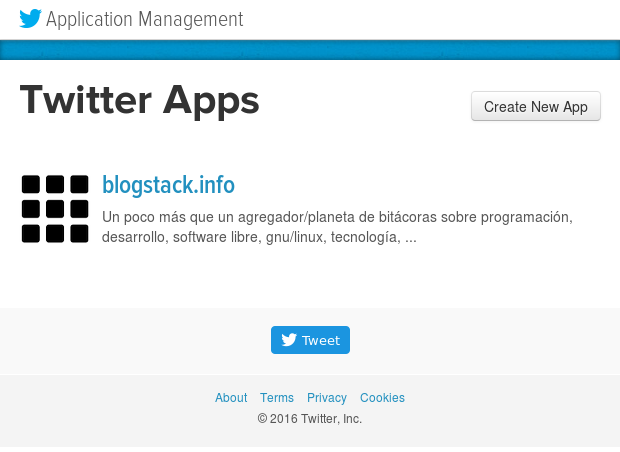 Application Management
Twitter Apps
Create New App
blogstack.info
Un poco más que un agregador/planeta de bitácoras sobre programación,
desarrollo, software libre, gnu/linux, tecnología, ...
Tweet
About Terms Privacy Cookies
© 2016 Twitter, Inc.